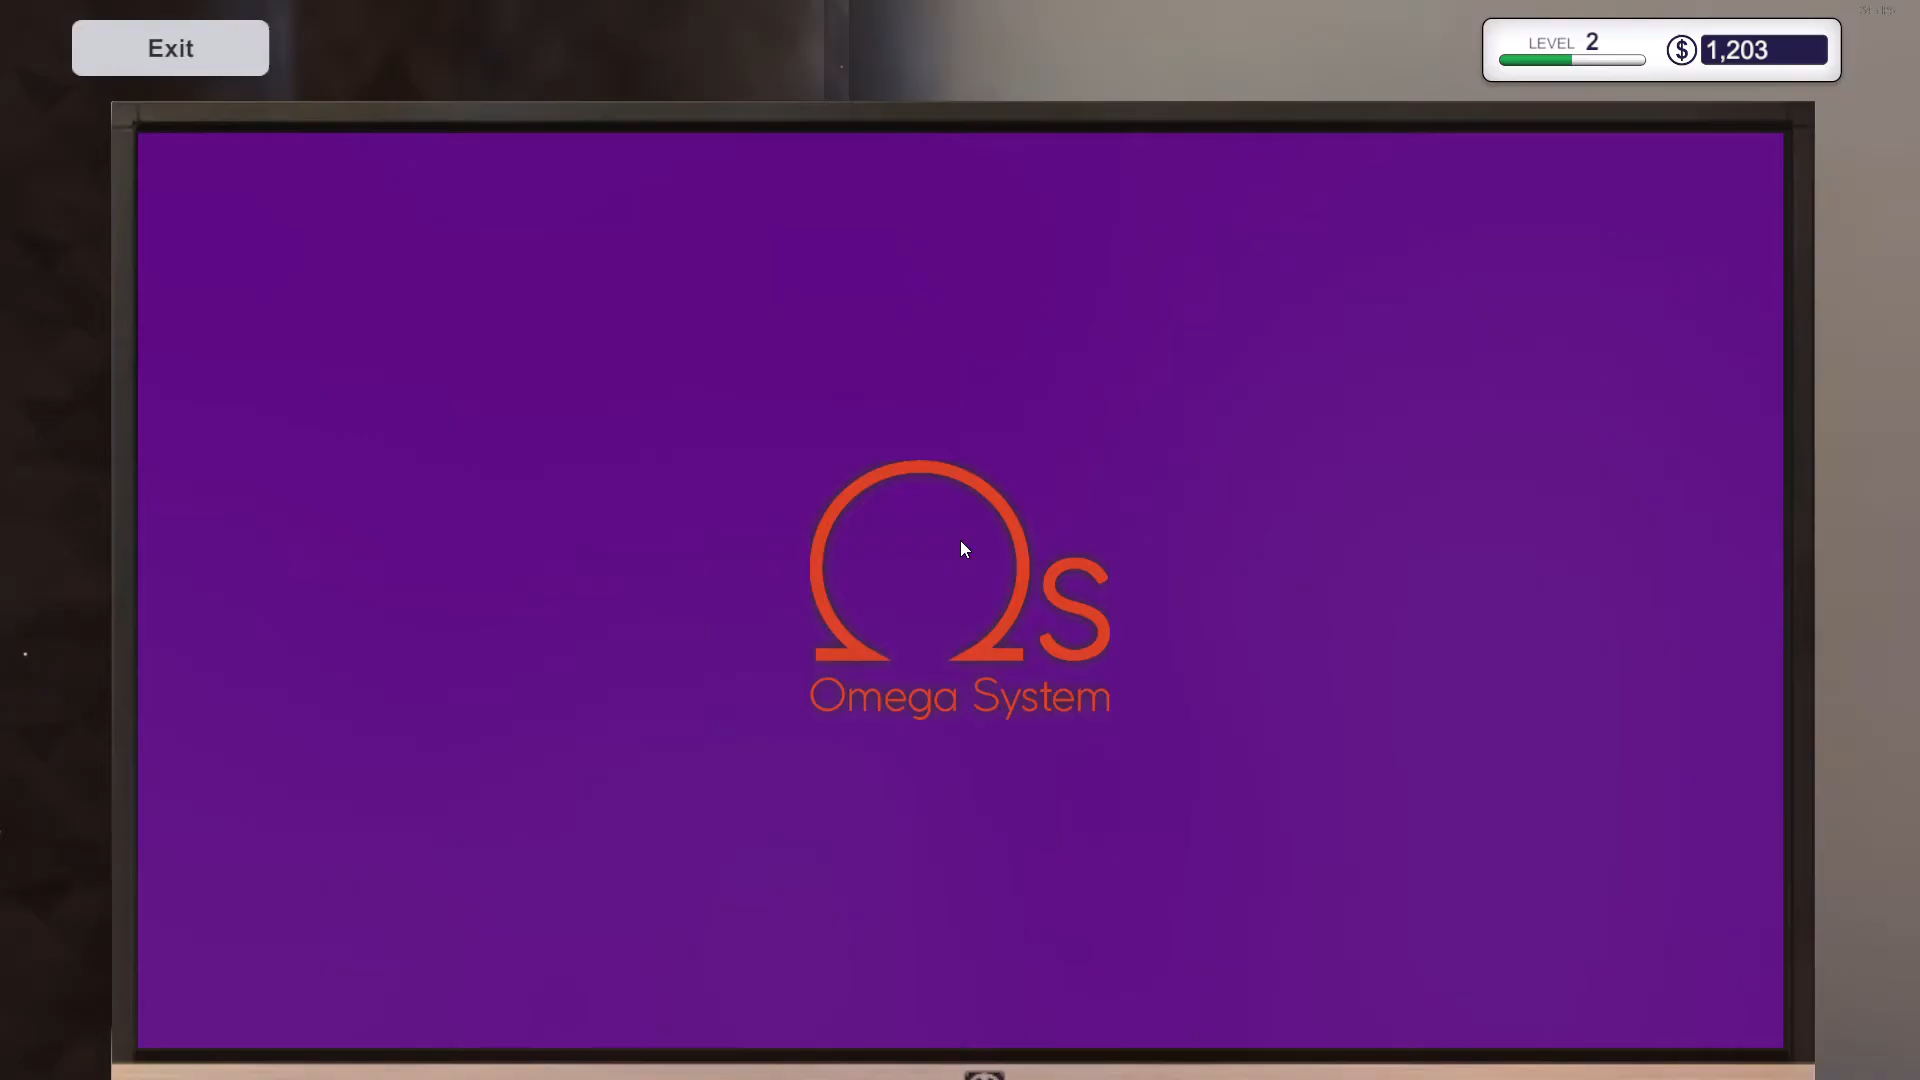 Exit
LEVEL 2
$ 1,203
Ωs
Omega System